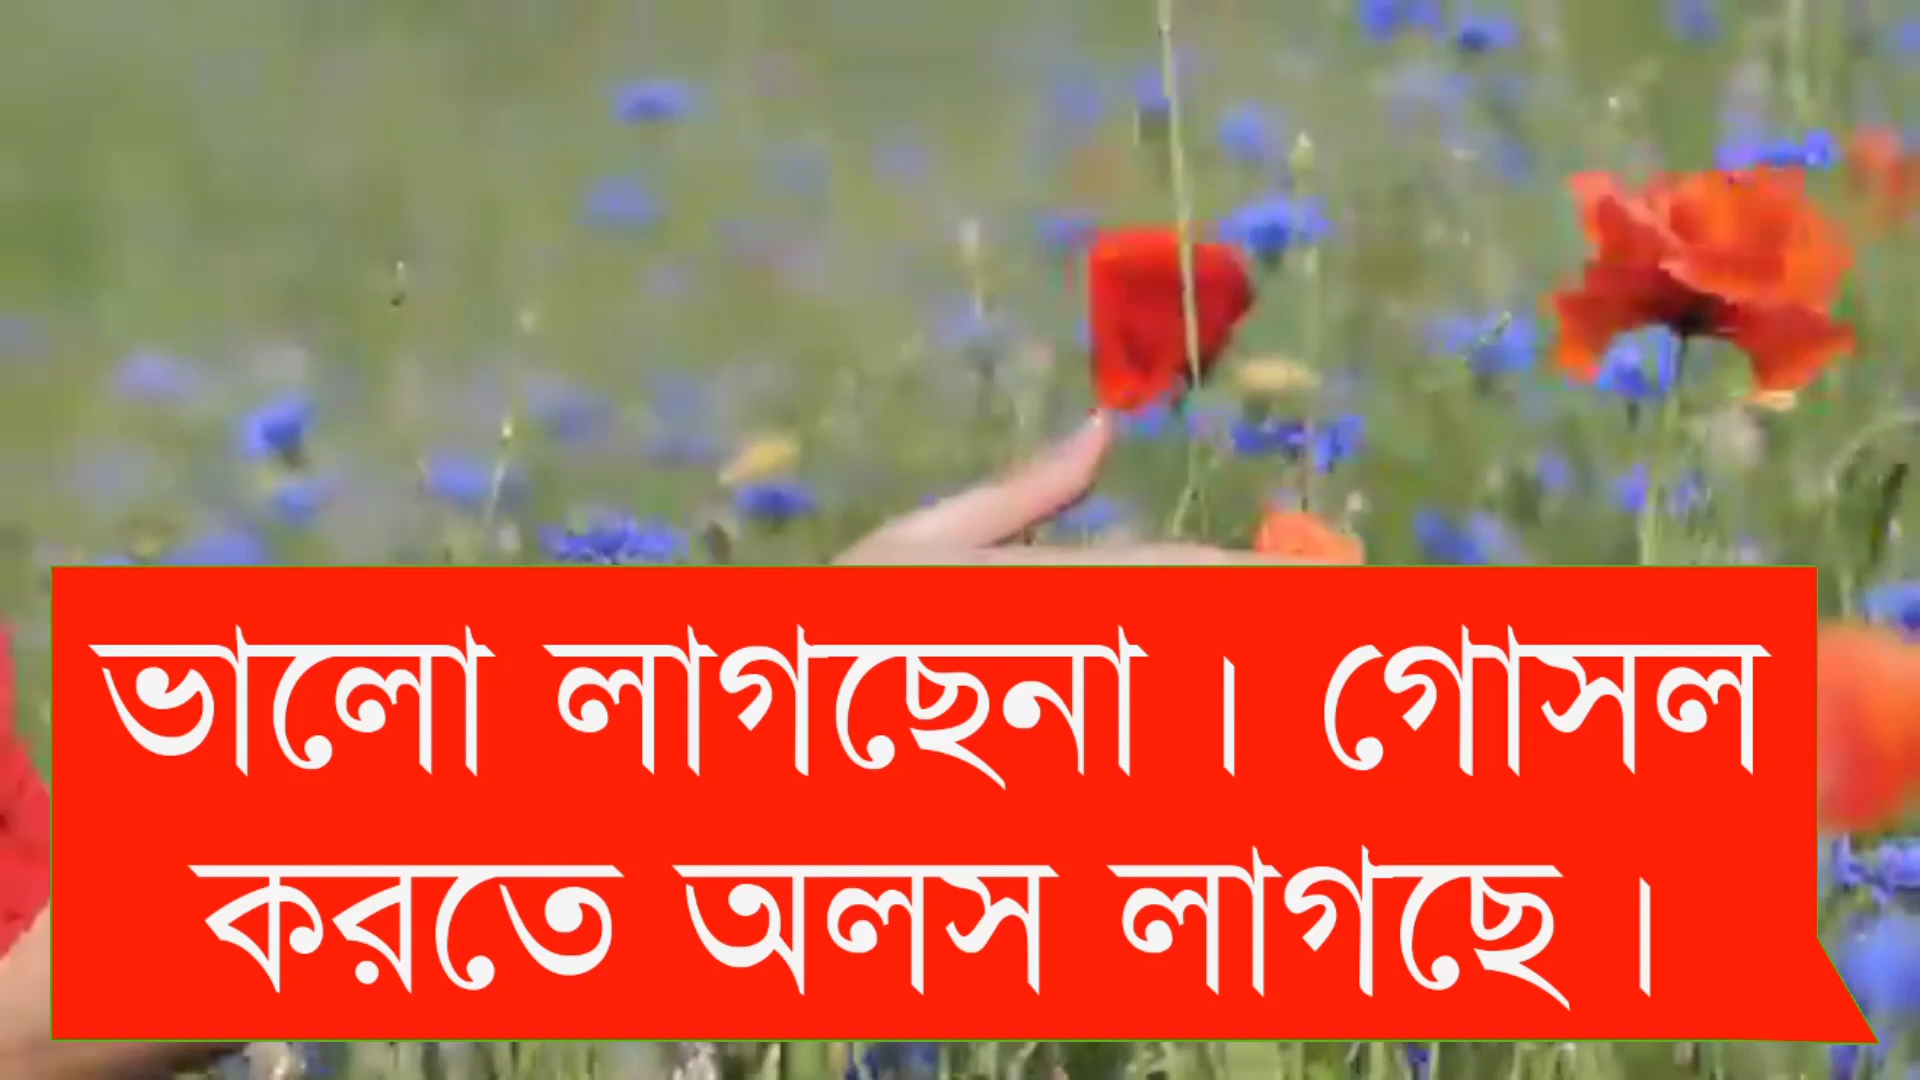 ভালো লাগছেনা । গোসল
করতে অলস লাগছে ।